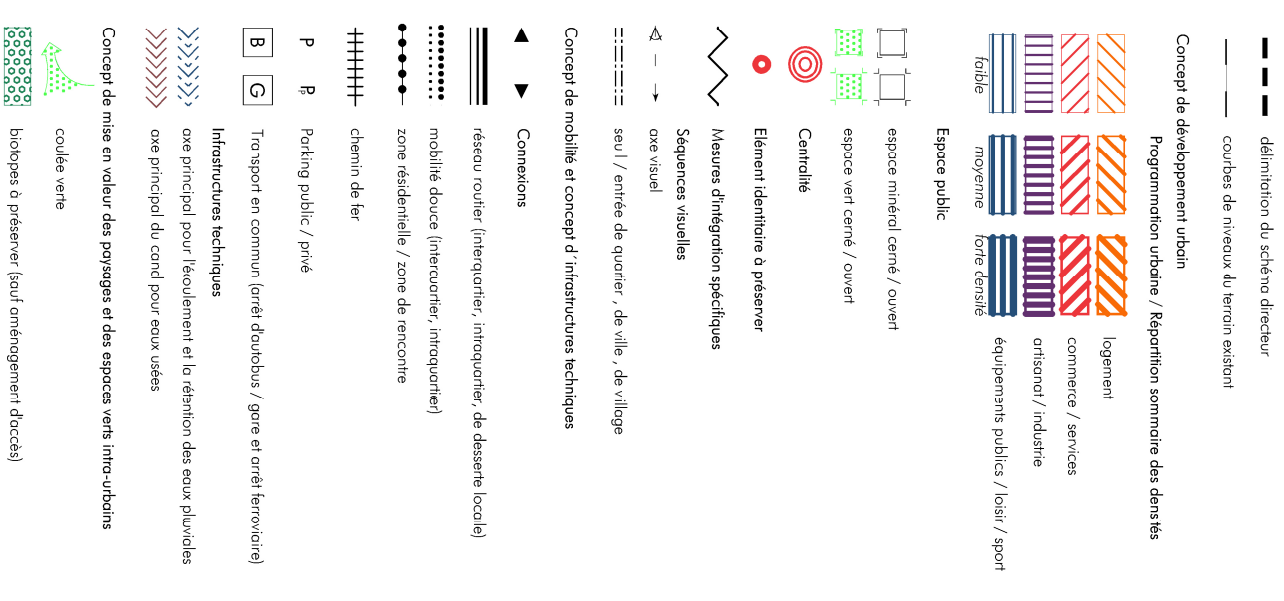 délimitation du schéma directeur
courbes de niveaux du terrain existant
Concept de développement urbain
Programmation urbaine / Répartition sommaire des densités
logement
commerce / services
artisanat / industrie
équipements publics / loisir / sport
faible moyenne forte densité
Espace public
espace minéral cerné / ouvert
espace vert cerné / ouvert
Centralité
Elément identitaire à préserver
Mesures d'intégration spécifiques
Séquences visuelles
axe visuel
seuil / entrée de quartier , de ville , de village
Concept de mobilité et concept d´infrastructures techniques
Connexions
réseau routier (interquartier, intraquartier, de desserte locale)
mobilité douce (intercuartier, intraquartier)
zone résidentielle / zone de rencontre
chemin de fer
P Pp Parking public / privé
B G Transport en commun (arrêt d'autobus / gare et arrêt ferroviaire)
Infrastructures techniques
axe principal pour l'écoulement et la rétention des eaux pluviales
axe principal du canal pour eaux usées
Concept de mise en valeur des paysages et des espaces verts intra-urbains
coulée verte
biotopes à préserver (sauf aménagement d'accès)